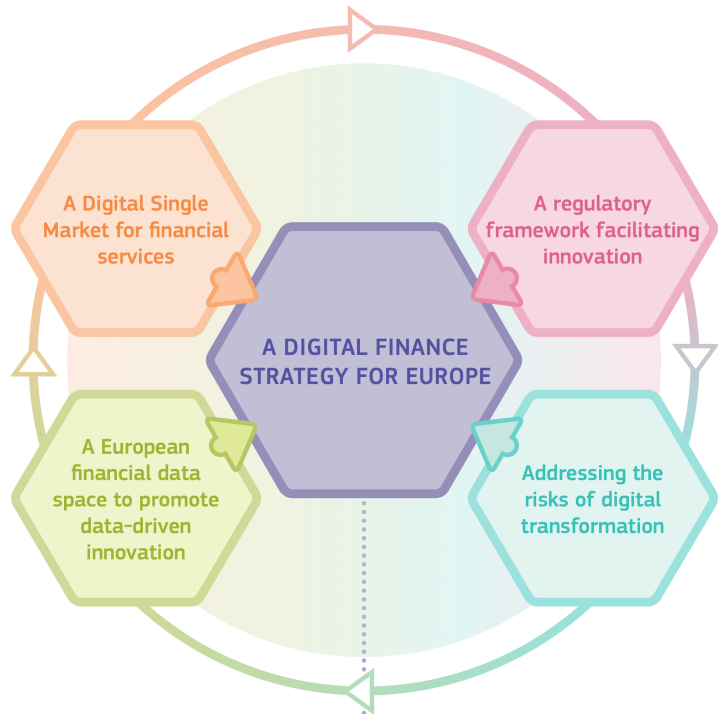 A Digital Single
Market for financial
services
A regulatory
framework facilitating
innovation
A DIGITAL FINANCE
STRATEGY FOR EUROPE
A European
financial data
space to promote
data-driven
innovation
Addressing the
risks of digital
transformation